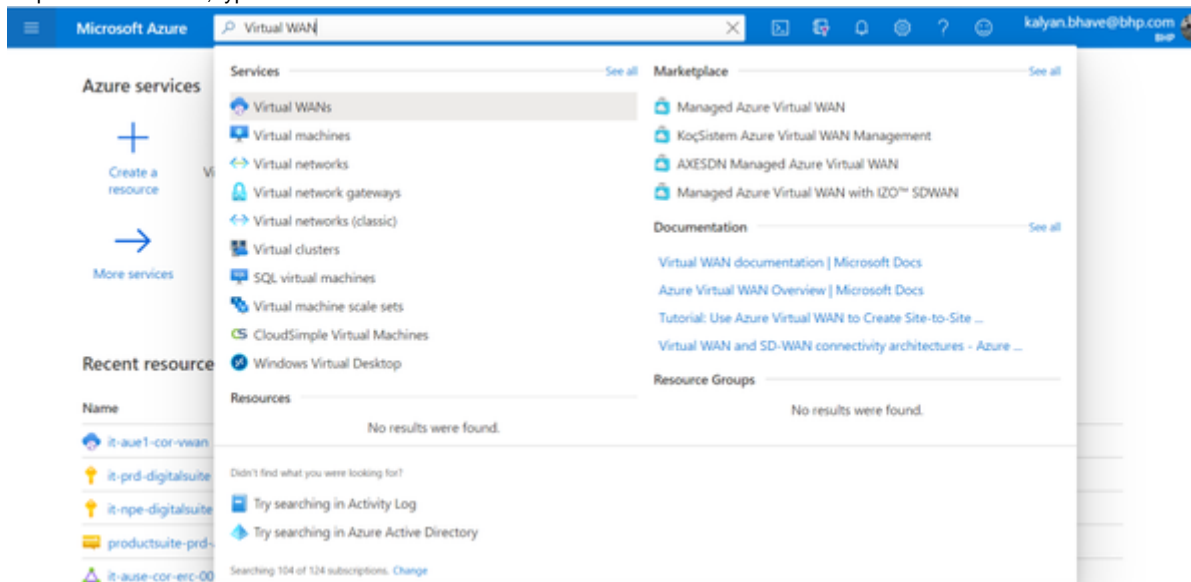 Microsoft Azure
Virtual WAN
kalyan.bhave@bhp.com
BHP
Azure services
Create a
resource
More services
Recent resource
Name
it-aue1-cor-vwan
it-prd-digitalsuite
it-npe-digitalsuite
productsuite-prd-
it-ause-cor-erc-00
Services
See all
Virtual WANs
Virtual machines
Virtual networks
Virtual network gateways
Virtual networks (classic)
Virtual clusters
SQL virtual machines
Virtual machine scale sets
CloudSimple Virtual Machines
Windows Virtual Desktop
Resources
No results were found.
Marketplace
See all
Managed Azure Virtual WAN
KoçSistem Azure Virtual WAN Management
AXESDN Managed Azure Virtual WAN
Managed Azure Virtual WAN with IZO™ SDWAN
Documentation
See all
Virtual WAN documentation | Microsoft Docs
Azure Virtual WAN Overview | Microsoft Docs
Tutorial: Use Azure Virtual WAN to Create Site-to-Site ...
Virtual WAN and SD-WAN connectivity architectures - Azure ...
Resource Groups
No results were found.
Didn't find what you were looking for?
Try searching in Activity Log
Try searching in Azure Active Directory
Searching 104 of 124 subscriptions. Change